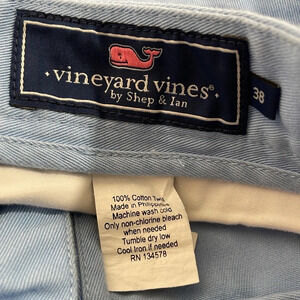 vineyard vines®
by Shep & Ian
38
100% Cotton Twill
Made in Philippines
Machine wash cold
Only non-chlorine bleach
when needed
Tumble dry low
Cool Iron if needed
RN 134578